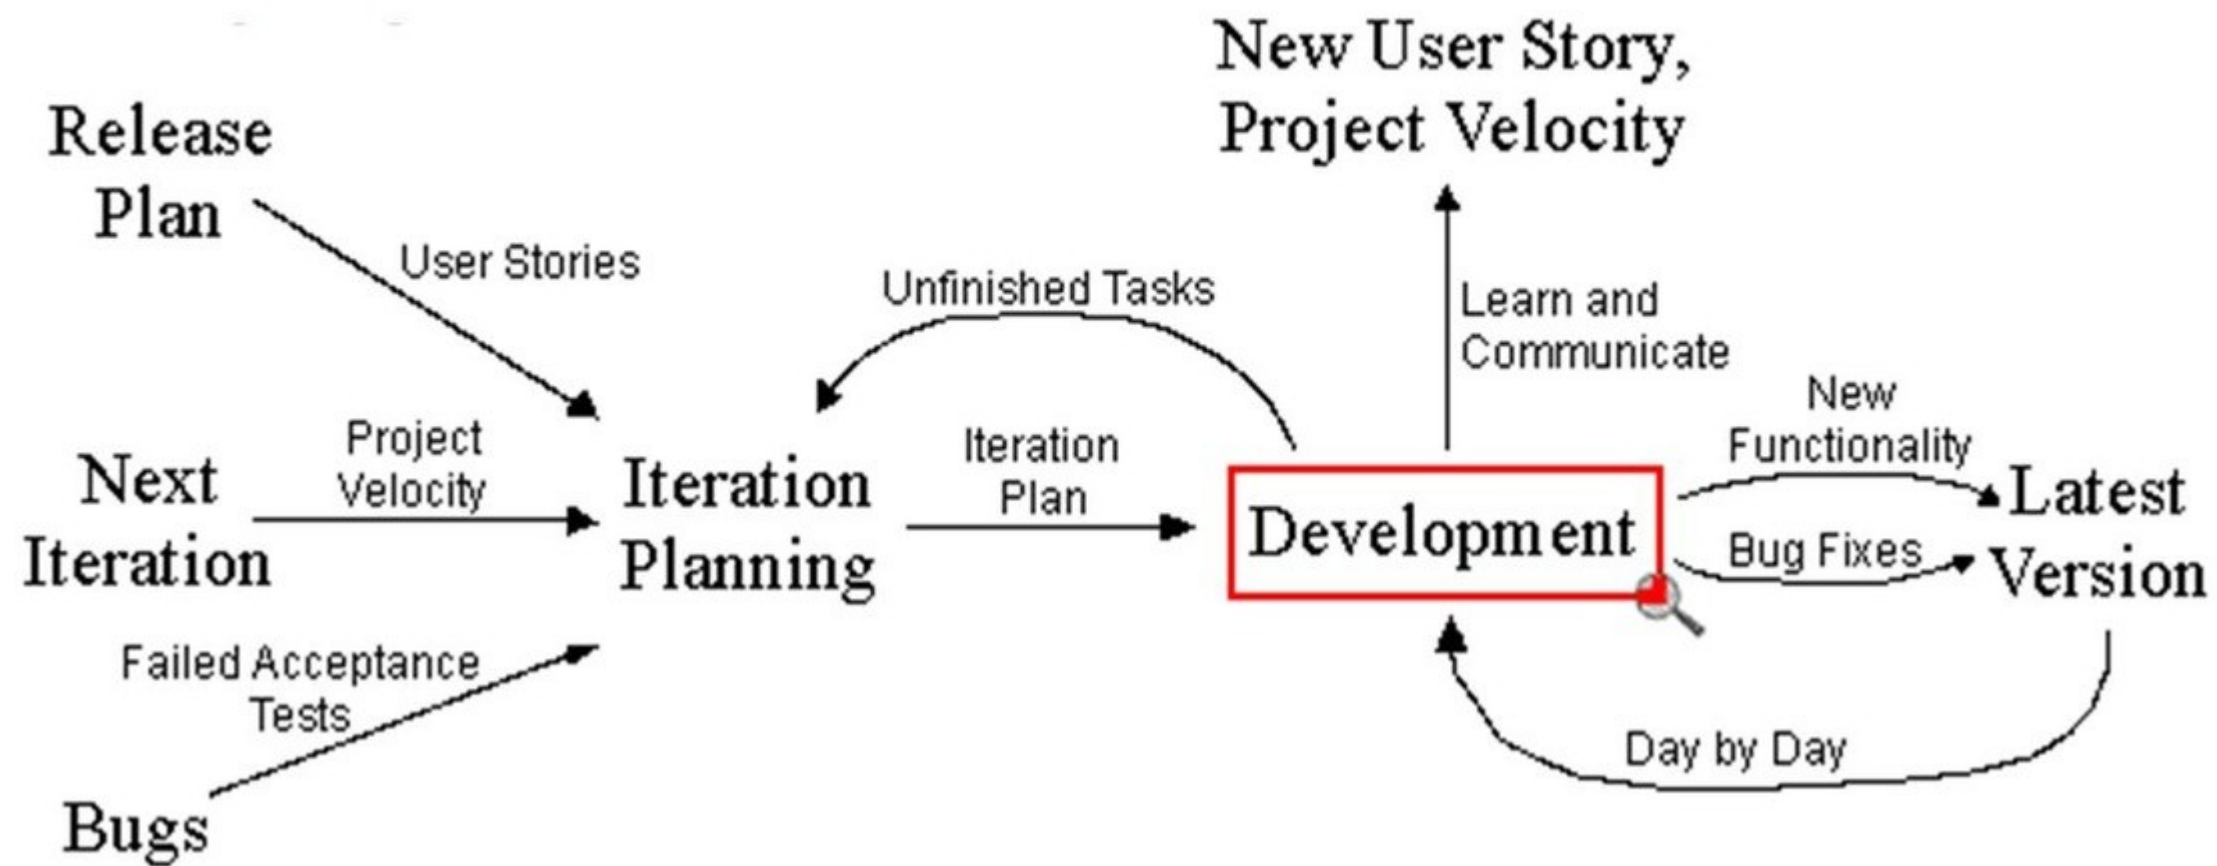 New User Story,
Project Velocity
Release
Plan
User Stories
Unfinished Tasks
Learn and
Communicate
New
Functionality
Project
Velocity
Iteration
Plan
Next
Iteration
Iteration
Planning
Development
Latest
Version
Bug Fixes
Failed Acceptance
Tests
Day by Day
Bugs